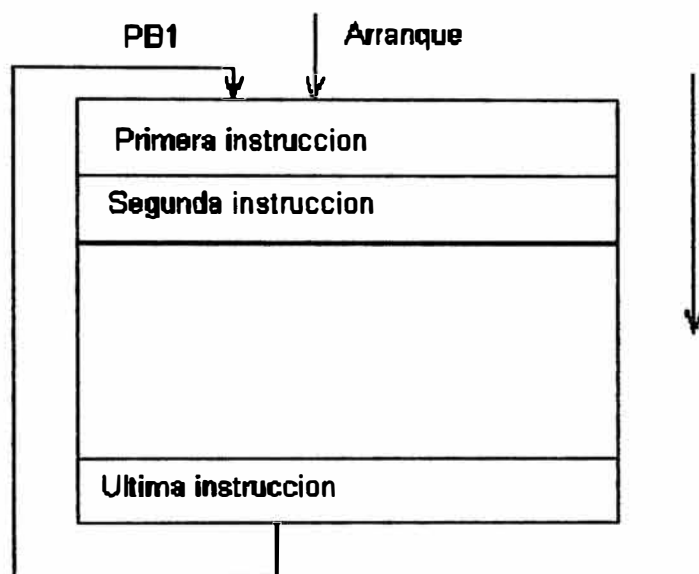 PB1
Arranque
Primera instruccion
Segunda instruccion
Ultima instruccion